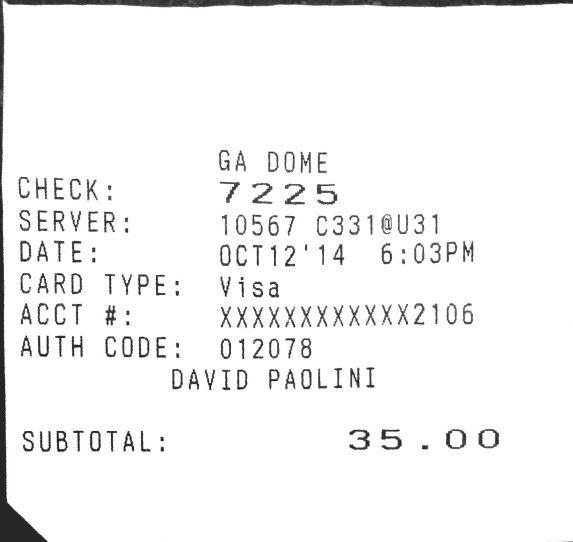 GA DOME
CHECK: 7225
SERVER: 10567 C331@U31
DATE: OCT12'14 6:03PM
CARD TYPE: Visa
ACCT #: XXXXXXXXXXXX2106
AUTH CODE: 012078
DAVID PAOLINI
SUBTOTAL: 35.00